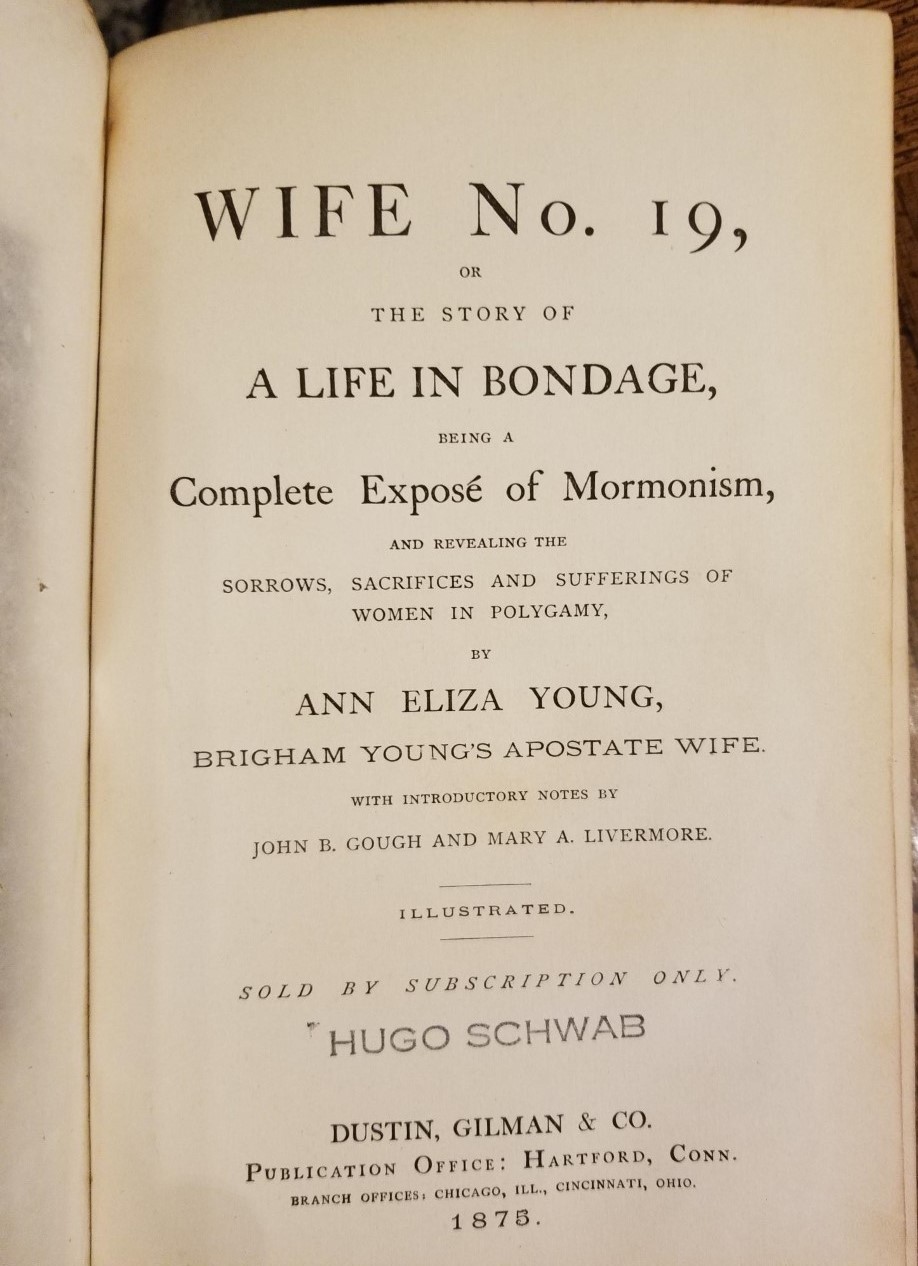 WIFE No. 19,
OR
THE STORY OF
A LIFE IN BONDAGE,
BEING A
Complete Exposé of Mormonism,
AND REVEALING THE
SORROWS, SACRIFICES AND SUFFERINGS OF
WOMEN IN POLYGAMY,
BY
ANN ELIZA YOUNG,
BRIGHAM YOUNG'S APOSTATE WIFE.
WITH INTRODUCTORY NOTES BY
JOHN B. GOUGH AND MARY A. LIVERMORE.
ILLUSTRATED.
SOLD BY SUBSCRIPTION ONLY.
HUGO SCHWAB
DUSTIN, GILMAN & CO.
PUBLICATION OFFICE: HARTFORD, CONN.
BRANCH OFFICES: CHICAGO, ILL., CINCINNATI, OHIO.
1875.